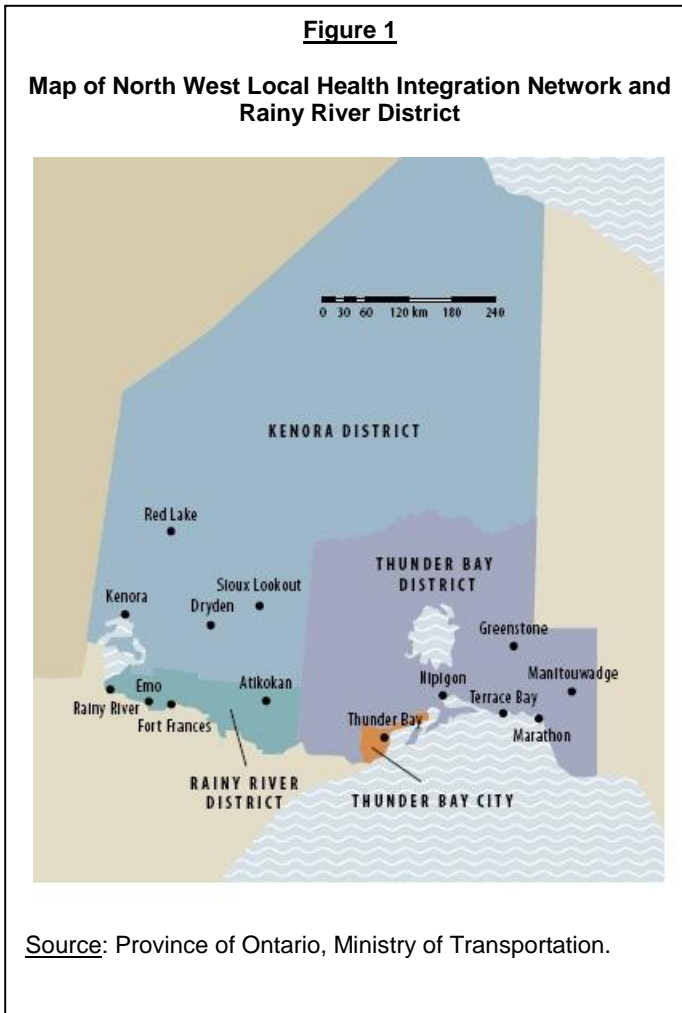 Figure 1
Map of North West Local Health Integration Network and
Rainy River District
0 30 60 120 km 180 240
KENORA DISTRICT
Red Lake
Sioux Lookout
Kenora
Dryden
THUNDER BAY
DISTRICT
Greenstone
Manitouwadge
Nipigon
Atikokan
Emo
Rainy River
Fort Frances
Terrace Bay
Thunder Bay
Marathon
RAINY RIVER
DISTRICT
THUNDER BAY CITY
Source: Province of Ontario, Ministry of Transportation.